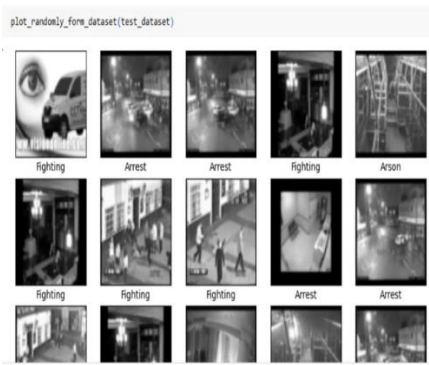 plot_randomly_form_dataset(test_dataset)
Fighting Arrest Arrest Fighting Arson
Fighting Fighting Fighting Arrest Arrest